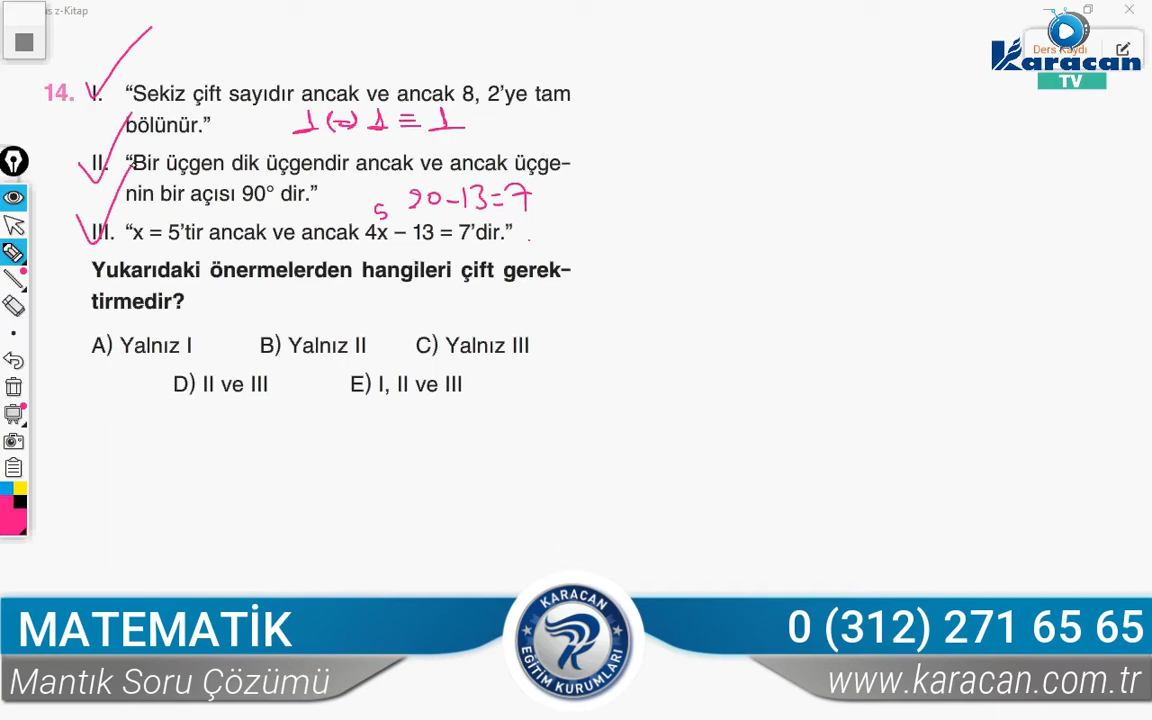 us z-Kitap
Ders Kaydı
Karacan
TV
14. I. “Sekiz çift sayıdır ancak ve ancak 8, 2’ye tam
bölünür.” 1 (⇔) 1 ≡ 1
II. “Bir üçgen dik üçgendir ancak ve ancak üçge-
nin bir açısı 90° dir.” 20-13=7
5
III. “x = 5’tir ancak ve ancak 4x – 13 = 7’dir.”
Yukarıdaki önermelerden hangileri çift gerek-
tirmedir?
A) Yalnız I B) Yalnız II C) Yalnız III
D) II ve III E) I, II ve III
MATEMATİK
Mantık Soru Çözümü
KARACAN
EĞİTİM KURUMLARI
0 (312) 271 65 65
www.karacan.com.tr